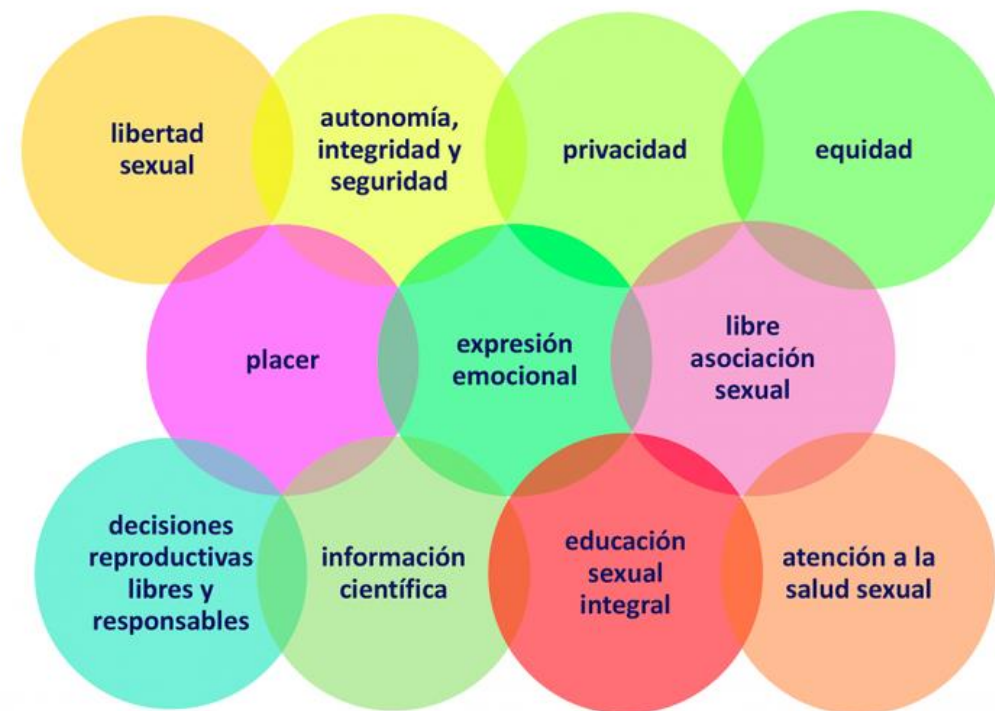 libertad
sexual
autonomía,
integridad y
seguridad
privacidad
equidad
placer
expresión
emocional
libre
asociación
sexual
decisiones
reproductivas
libres y
responsables
información
científica
educación
sexual
integral
atención a la
salud sexual